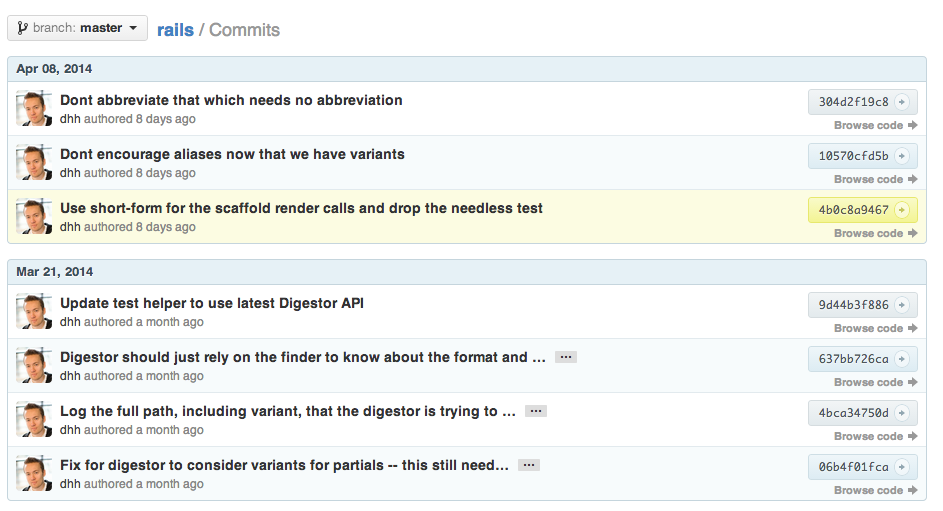 branch: master rails / Commits
Apr 08, 2014
Dont abbreviate that which needs no abbreviation
304d2f19c8
dhh authored 8 days ago
Browse code
Dont encourage aliases now that we have variants
10570cfd5b
dhh authored 8 days ago
Browse code
Use short-form for the scaffold render calls and drop the needless test
4b0c8a9467
dhh authored 8 days ago
Browse code
Mar 21, 2014
Update test helper to use latest Digestor API
9d44b3f886
dhh authored a month ago
Browse code
Digestor should just rely on the finder to know about the format and … …
637bb726ca
dhh authored a month ago
Browse code
Log the full path, including variant, that the digestor is trying to … …
4bca34750d
dhh authored a month ago
Browse code
Fix for digestor to consider variants for partials -- this still need… …
06b4f01fca
dhh authored a month ago
Browse code